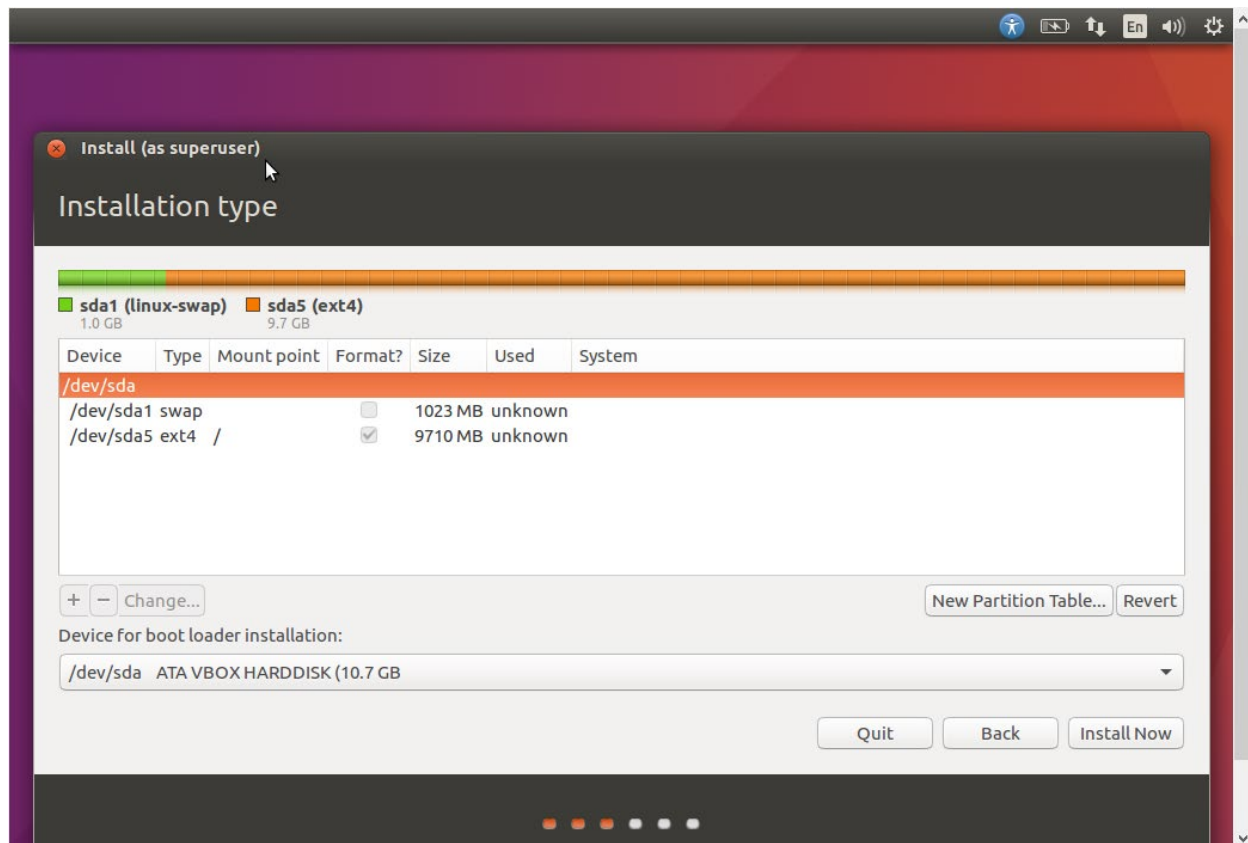 En
Install (as superuser)
Installation type
sda1 (linux-swap) sda5 (ext4)
1.0 GB 9.7 GB
Device Type Mount point Format? Size Used System
/dev/sda
/dev/sda1 swap 1023 MB unknown
/dev/sda5 ext4 / 9710 MB unknown
+ − Change... New Partition Table... Revert
Device for boot loader installation:
/dev/sda ATA VBOX HARDDISK (10.7 GB
Quit Back Install Now